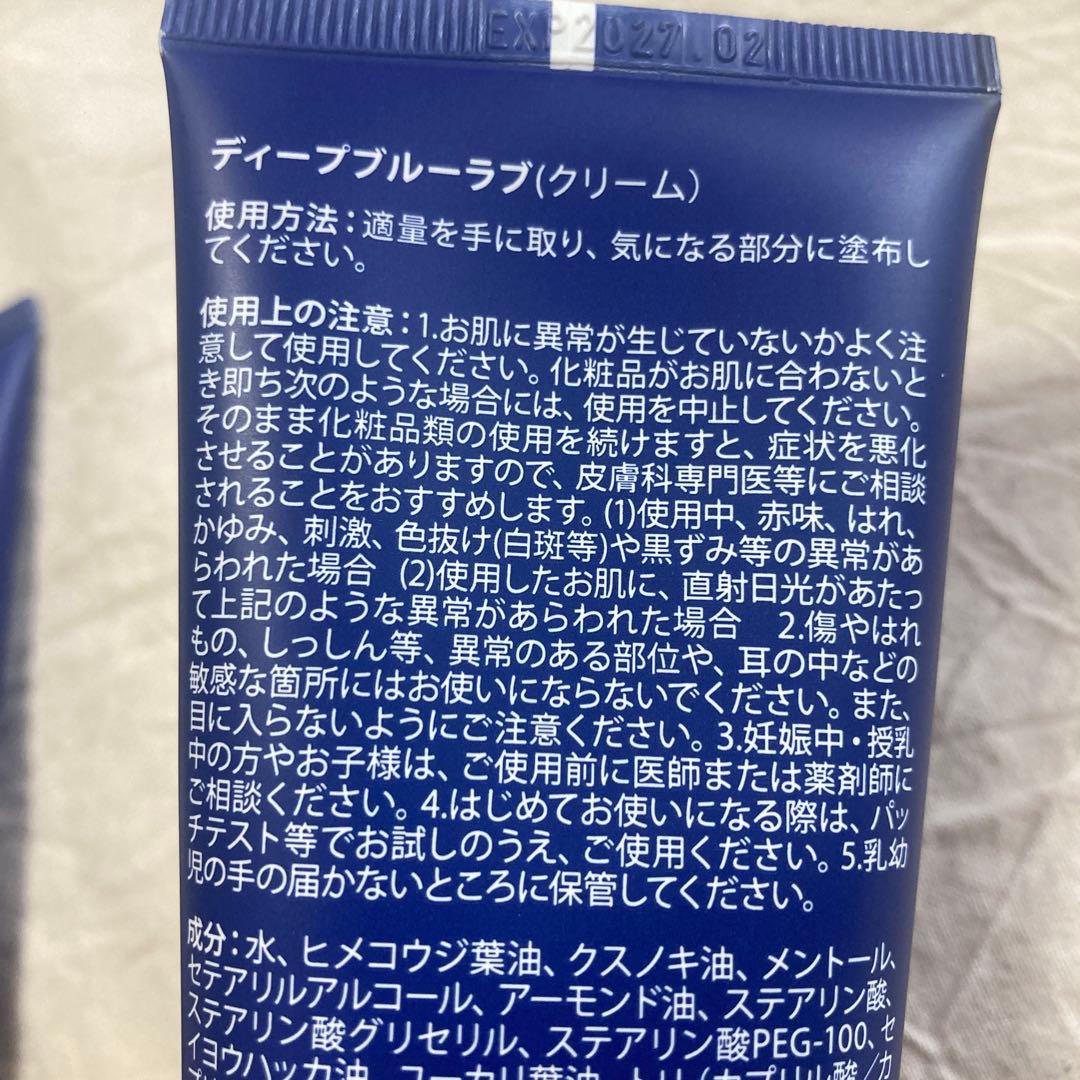 EXP2027.02
ディープブルーラブ(クリーム)
使用方法：適量を手に取り、気になる部分に塗布し
てください。
使用上の注意：1.お肌に異常が生じていないかよく注
意して使用してください。化粧品がお肌に合わないと
き即ち次のような場合には、使用を中止してください。
そのまま化粧品類の使用を続けますと、症状を悪化
させることがありますので、皮膚科専門医等にご相談
されることをおすすめします。(1)使用中、赤味、はれ、
かゆみ、刺激、色抜け(白斑等)や黒ずみ等の異常があ
らわれた場合 (2)使用したお肌に、直射日光があたっ
て上記のような異常があらわれた場合 2.傷やはれ
もの、しっしん等、異常のある部位や、耳の中などの
敏感な箇所にはお使いにならないでください。また、
目に入らないようにご注意ください。3.妊娠中・授乳
中の方やお子様は、ご使用前に医師または薬剤師に
ご相談ください。4.はじめてお使いになる際は、パッ
チテスト等でお試しのうえ、ご使用ください。5.乳幼
児の手の届かないところに保管してください。
成分：水、ヒメコウジ葉油、クスノキ油、メントール、
セテアリルアルコール、アーモンド油、ステアリン酸、
ステアリン酸グリセリル、ステアリン酸PEG-100、セ
イヨウハッカ油、ユーカリ葉油、トリ(カプリル酸/カ